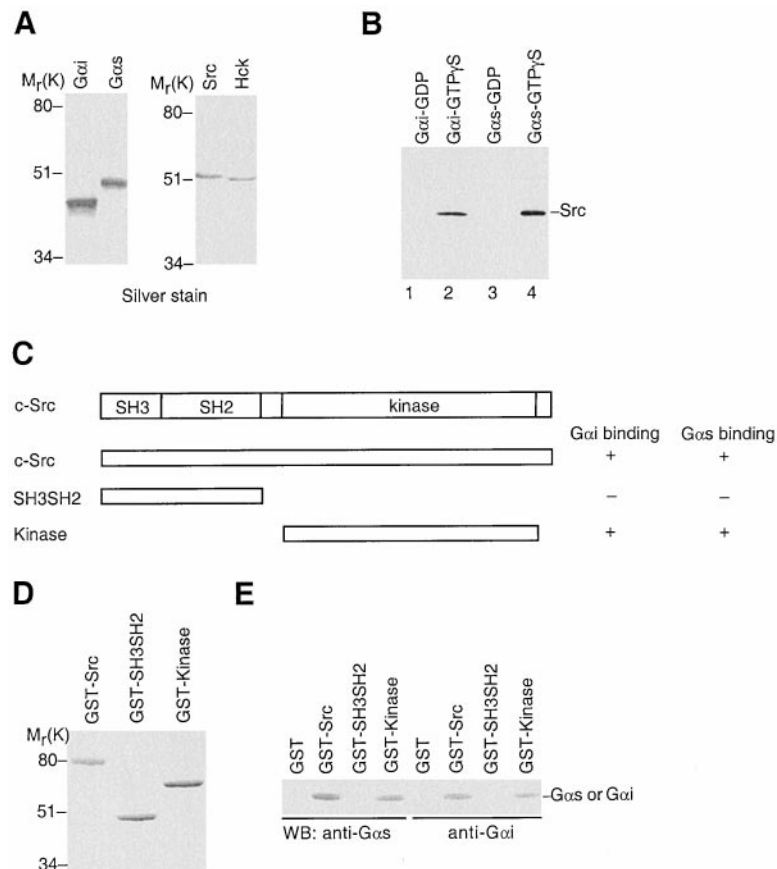 A
Gαi
Gαs
Mr(K)
80–
51–
34–
Mr(K)
Src
Hck
80–
51–
34–
Silver stain
B
Gαi-GDP
Gαi-GTPγS
Gαs-GDP
Gαs-GTPγS
–Src
1 2 3 4
C
c-Src SH3 SH2 kinase
Gαi binding Gαs binding
c-Src + +
SH3SH2 – –
Kinase + +
D
GST-Src
GST-SH3SH2
GST-Kinase
Mr(K)
80–
51–
34–
E
GST
GST-Src
GST-SH3SH2
GST-Kinase
GST
GST-Src
GST-SH3SH2
GST-Kinase
–Gαs or Gαi
WB: anti-Gαs anti-Gαi